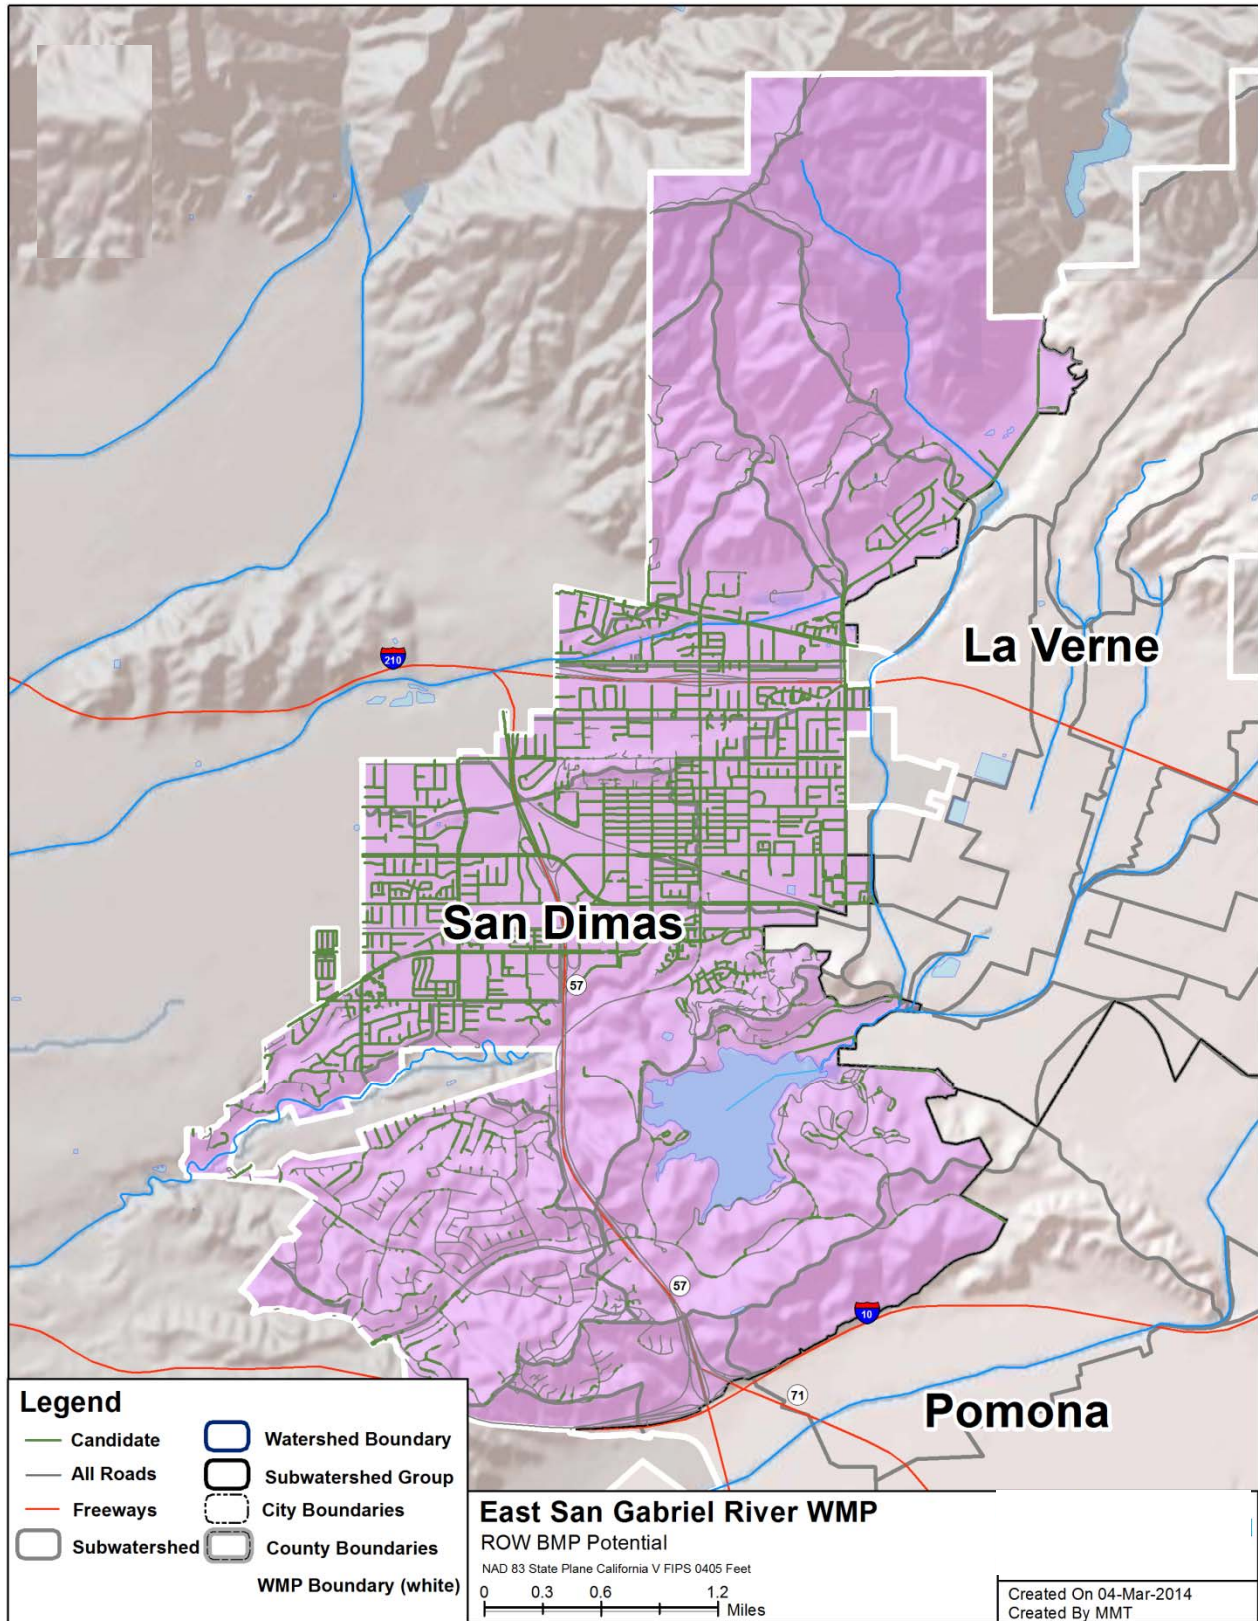 210
La Verne
San Dimas
57
57
10
71
Pomona
Legend
Candidate
All Roads
Freeways
Subwatershed
Watershed Boundary
Subwatershed Group
City Boundaries
County Boundaries
WMP Boundary (white)
East San Gabriel River WMP
ROW BMP Potential
NAD 83 State Plane California V FIPS 0405 Feet
0 0.3 0.6 1.2
Miles
Created On 04-Mar-2014
Created By MMT